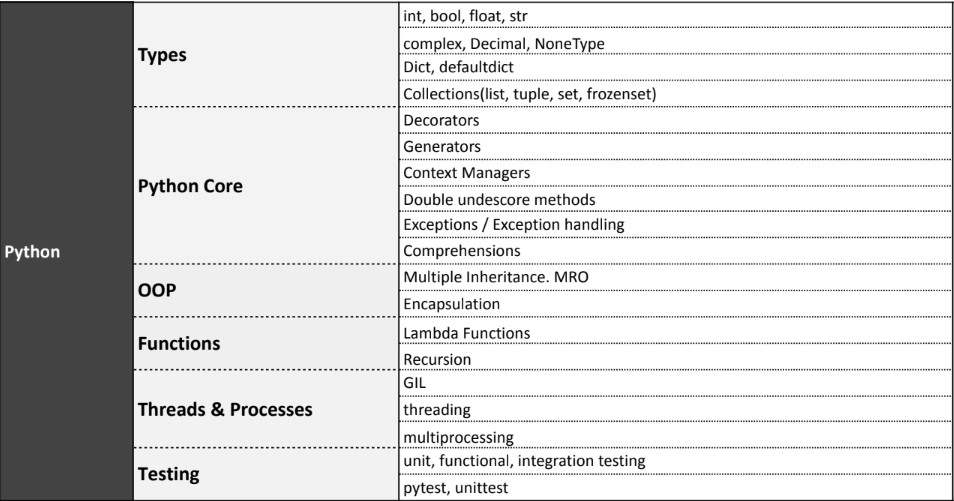 Python
Types
int, bool, float, str
complex, Decimal, NoneType
Dict, defaultdict
Collections(list, tuple, set, frozenset)
Python Core
Decorators
Generators
Context Managers
Double undescore methods
Exceptions / Exception handling
Comprehensions
OOP
Multiple Inheritance. MRO
Encapsulation
Functions
Lambda Functions
Recursion
Threads & Processes
GIL
threading
multiprocessing
Testing
unit, functional, integration testing
pytest, unittest